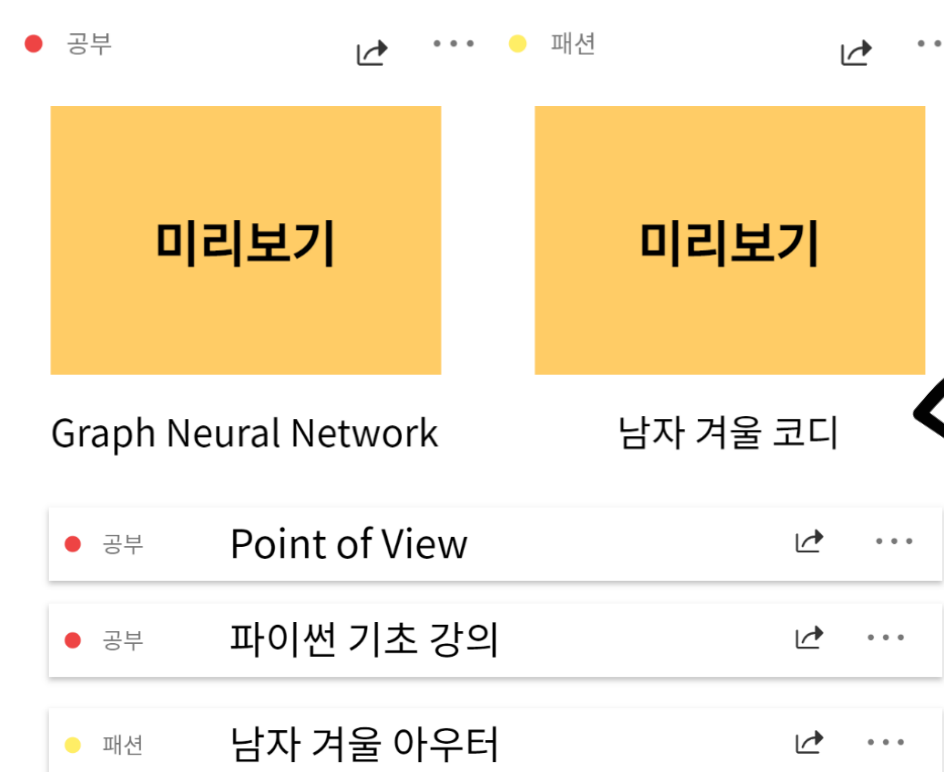 공부
패션
미리보기
미리보기
Graph Neural Network
남자 겨울 코디
공부 Point of View
공부 파이썬 기초 강의
패션 남자 겨울 아우터